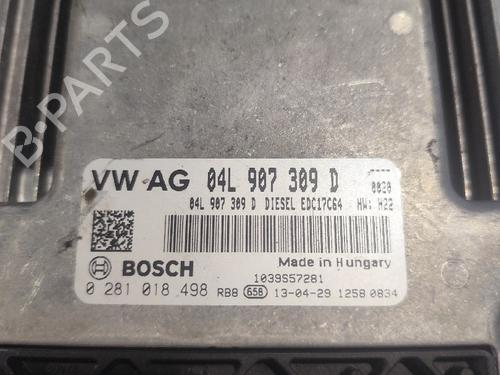 B-PARTS
VW AG 04L 907 309 D 0020
04L 907 309 D DIESEL EDC17C64 HW: H22
BOSCH Made in Hungary
1039S57281
0 281 018 498 RB8 658 13-04-29 1258 0834